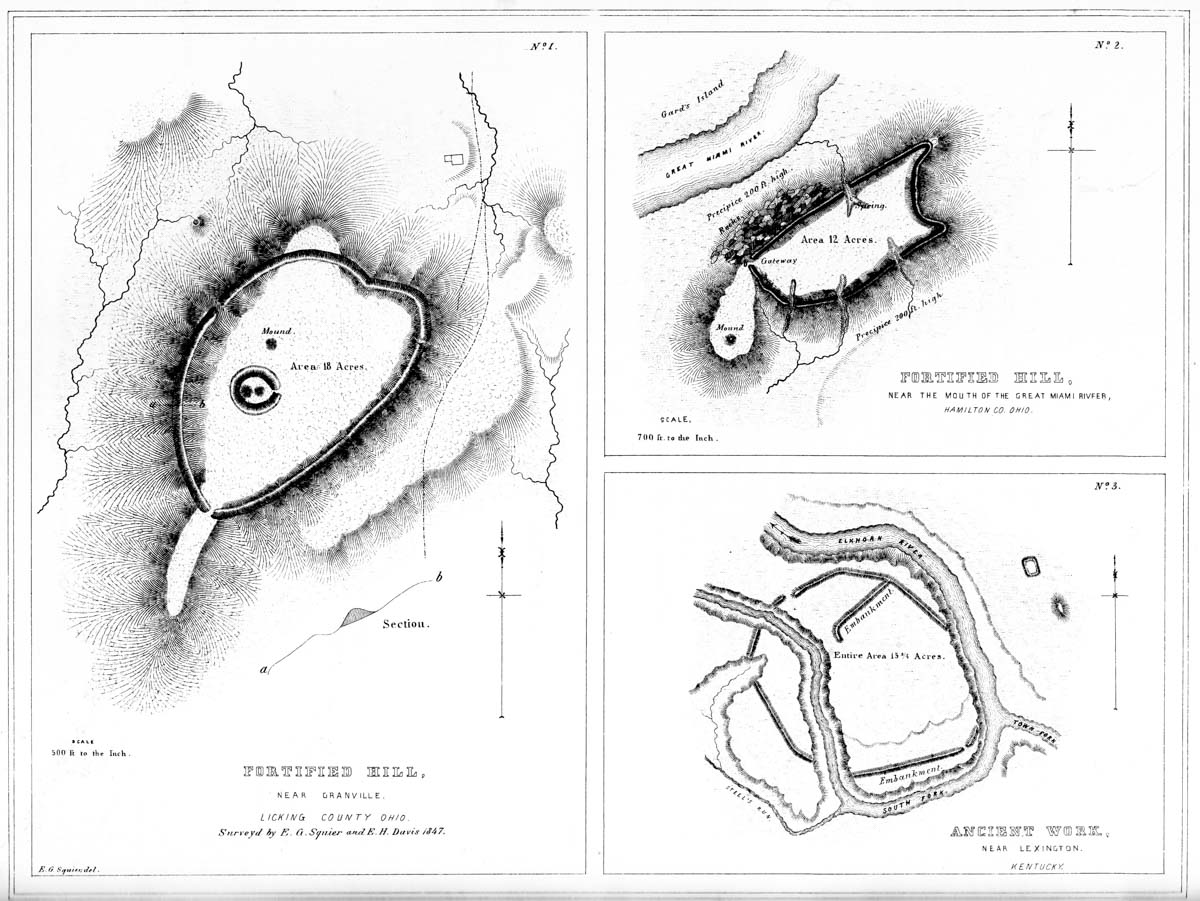 Nº 1.
Mound.
Area 18 Acres.
a
b
b
Section.
a
SCALE
500 ft to the Inch.
FORTIFIED HILL,
NEAR GRANVILLE.
LICKING COUNTY OHIO.
Surveyd by E. G. Squier and E. H. Davis 1847.
E. G. Squier, del.
Nº 2.
Gard's Island
GREAT MIAMI RIVER.
Precipice 200 ft. high.
Rocks.
Spring.
Area 12 Acres.
Gateway
Mound
Precipice 200 ft. high.
FORTIFIED HILL,
NEAR THE MOUTH OF THE GREAT MIAMI RIVFER,
HAMILTON CO. OHIO.
SCALE.
700 ft. to the Inch.
Nº 3.
ELKHORN RIVER
Embankment.
Entire Area 15¾ Acres.
TOWN FORK
Embankment.
SOUTH FORK.
STEEL'S RUN
ANCIENT WORK,
NEAR LEXINGTON.
KENTUCKY.